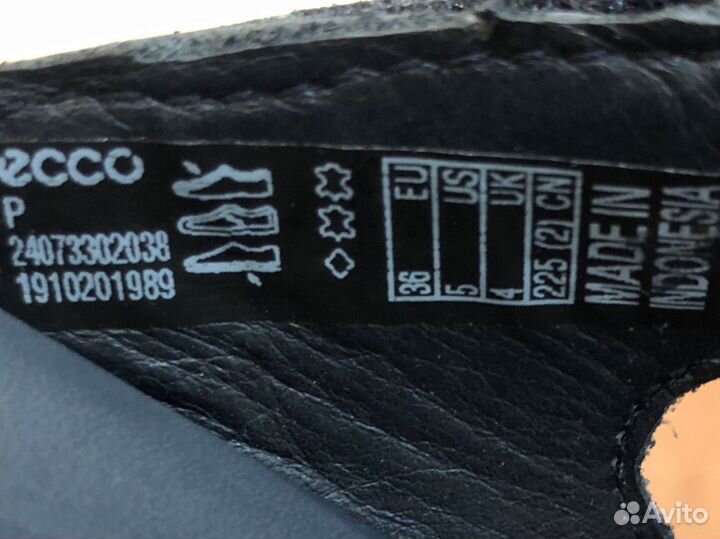 ecco
P
24073302038
1910201989
EU 36
US 5
UK 4
CN 225 (2)
MADE IN
INDONESIA
Avito